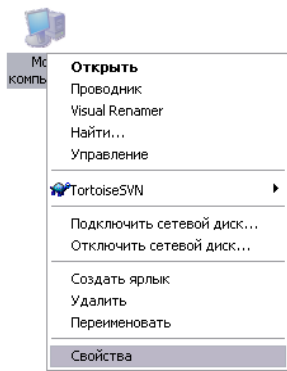 Мо
компь
Открыть
Проводник
Visual Renamer
Найти...
Управление
TortoiseSVN
Подключить сетевой диск...
Отключить сетевой диск...
Создать ярлык
Удалить
Переименовать
Свойства